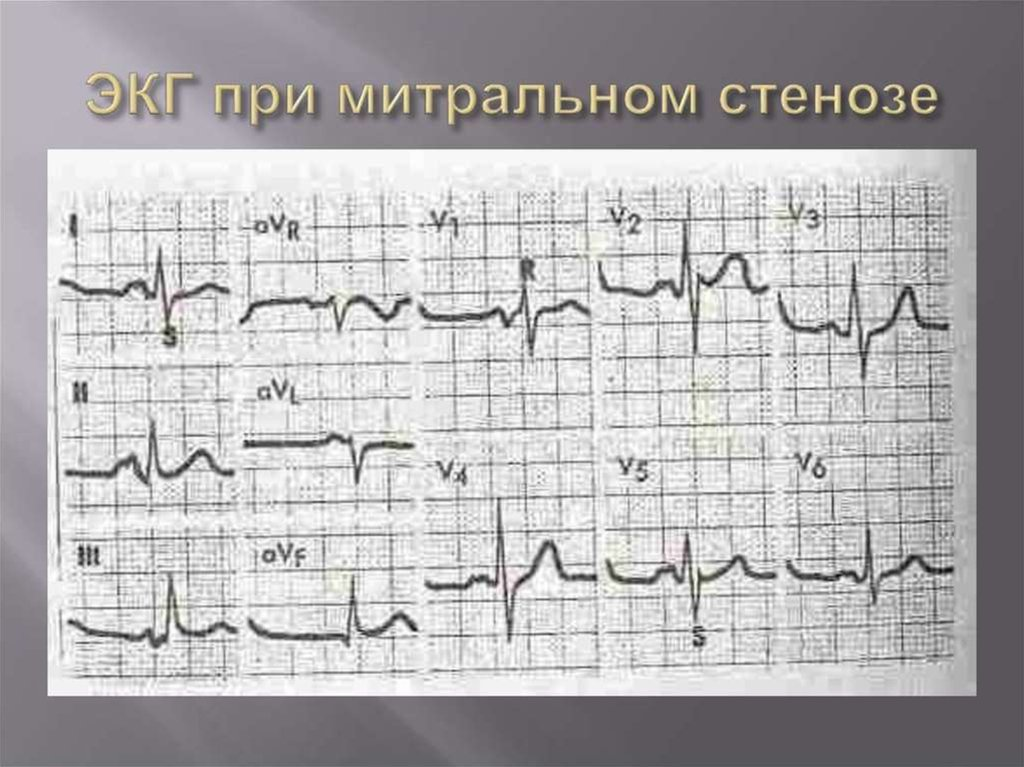 ЭКГ при митральном стенозе
I aVR V1 V2 V3
R
S
II aVL
V4 V5 V6
III aVF
S